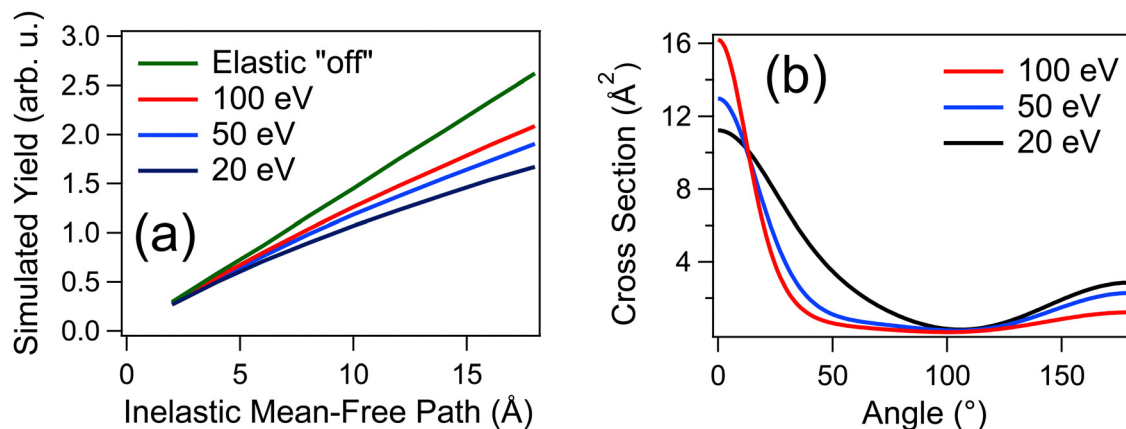 Simulated Yield (arb. u.)
3.0
2.5
2.0
1.5
1.0
0.5
0.0
Elastic "off"
100 eV
50 eV
20 eV
(a)
0
5
10
15
Inelastic Mean-Free Path (Å)
Cross Section (Å²)
16
12
8
4
(b)
100 eV
50 eV
20 eV
0
50
100
150
Angle (°)